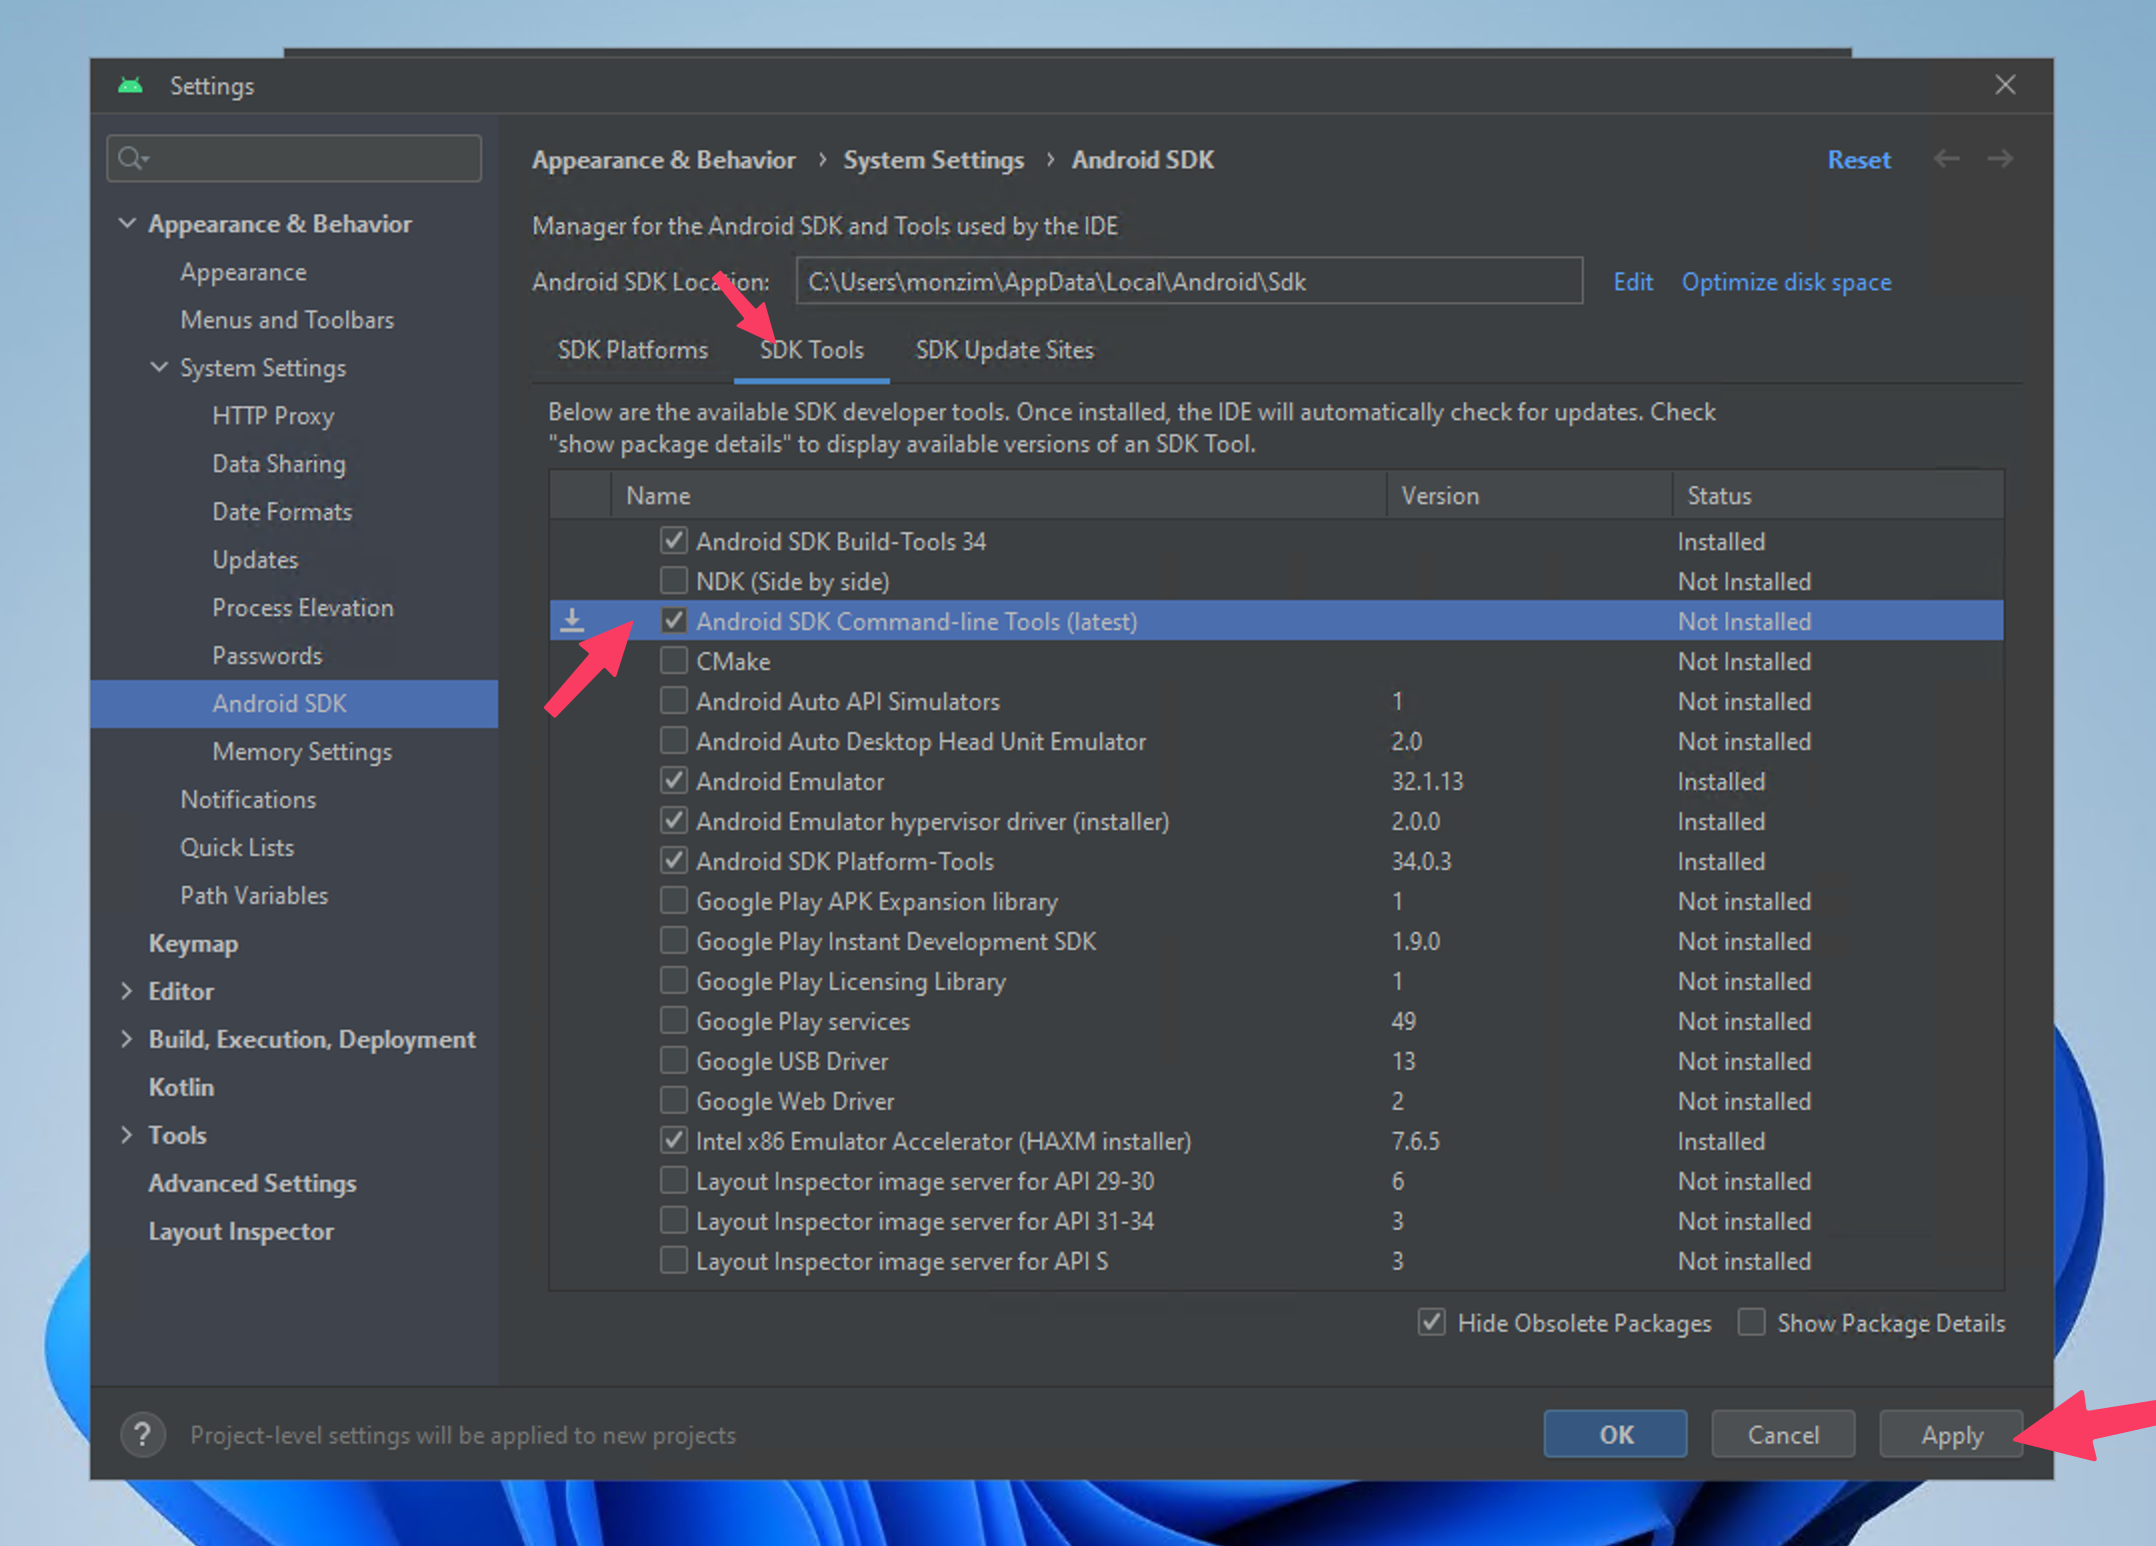 Settings
Appearance & Behavior
Appearance
Menus and Toolbars
System Settings
HTTP Proxy
Data Sharing
Date Formats
Updates
Process Elevation
Passwords
Android SDK
Memory Settings
Notifications
Quick Lists
Path Variables
Keymap
Editor
Build, Execution, Deployment
Kotlin
Tools
Advanced Settings
Layout Inspector
Appearance & Behavior › System Settings › Android SDK
Reset
Manager for the Android SDK and Tools used by the IDE
Android SDK Location: C:\Users\monzim\AppData\Local\Android\Sdk Edit Optimize disk space
SDK Platforms SDK Tools SDK Update Sites
Below are the available SDK developer tools. Once installed, the IDE will automatically check for updates. Check
"show package details" to display available versions of an SDK Tool.
Name Version Status
Android SDK Build-Tools 34 Installed
NDK (Side by side) Not Installed
Android SDK Command-line Tools (latest) Not Installed
CMake Not Installed
Android Auto API Simulators 1 Not installed
Android Auto Desktop Head Unit Emulator 2.0 Not installed
Android Emulator 32.1.13 Installed
Android Emulator hypervisor driver (installer) 2.0.0 Installed
Android SDK Platform-Tools 34.0.3 Installed
Google Play APK Expansion library 1 Not installed
Google Play Instant Development SDK 1.9.0 Not installed
Google Play Licensing Library 1 Not installed
Google Play services 49 Not installed
Google USB Driver 13 Not installed
Google Web Driver 2 Not installed
Intel x86 Emulator Accelerator (HAXM installer) 7.6.5 Installed
Layout Inspector image server for API 29-30 6 Not installed
Layout Inspector image server for API 31-34 3 Not installed
Layout Inspector image server for API S 3 Not installed
Hide Obsolete Packages Show Package Details
? Project-level settings will be applied to new projects
OK Cancel Apply